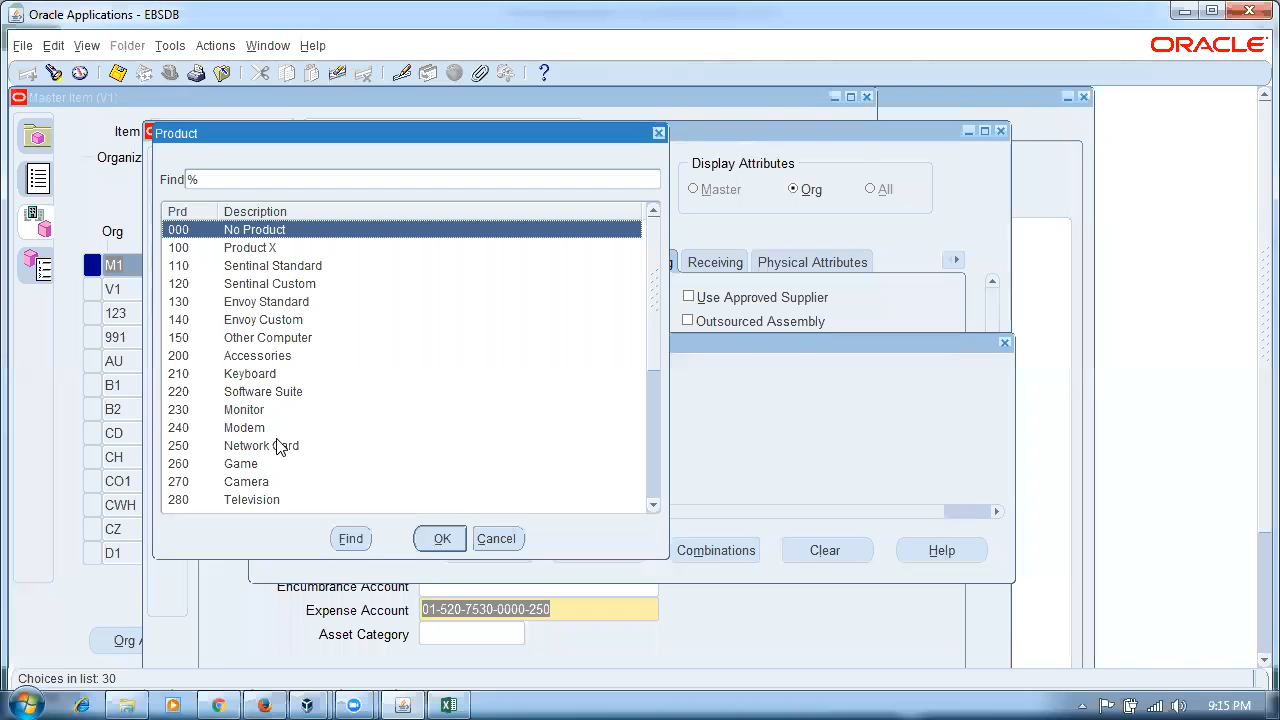 Oracle Applications - EBSDB
File Edit View Folder Tools Actions Window Help
ORACLE
Master Item (V1)
Item
Organiz
Org
M1
V1
123
991
AU
B1
B2
CD
CH
CO1
CWH
CZ
D1
Org A
Product
Find %
Prd Description
000 No Product
100 Product X
110 Sentinal Standard
120 Sentinal Custom
130 Envoy Standard
140 Envoy Custom
150 Other Computer
200 Accessories
210 Keyboard
220 Software Suite
230 Monitor
240 Modem
250 Network Card
260 Game
270 Camera
280 Television
Find OK Cancel
Display Attributes
Master Org All
g Receiving Physical Attributes
Use Approved Supplier
Outsourced Assembly
Combinations Clear Help
Encumbrance Account
Expense Account 01-520-7530-0000-250
Asset Category
Choices in list: 30
9:15 PM